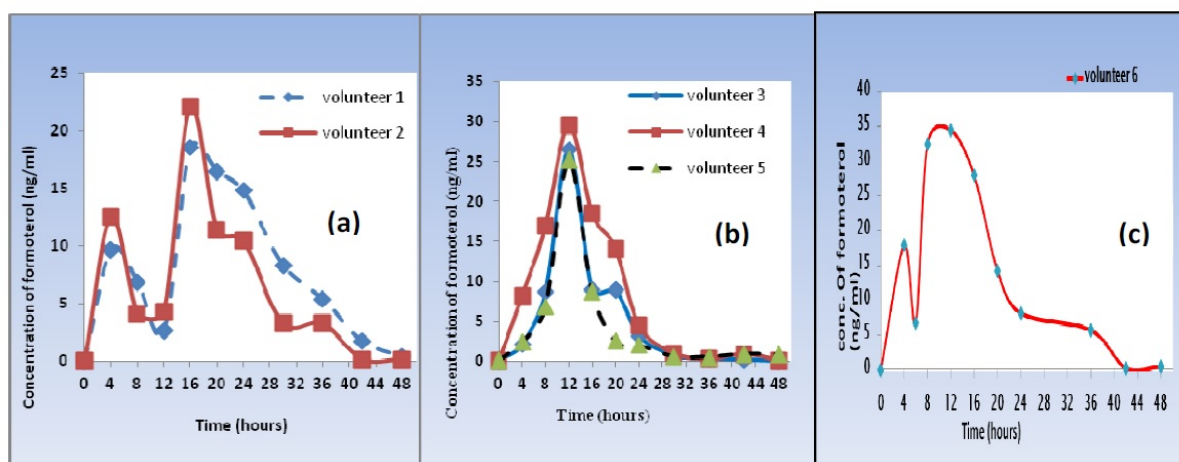 25
20
15
10
5
0
Concentration of formoterol (ng/ml)
volunteer 1
volunteer 2
(a)
0 4 8 12 16 20 24 28 32 36 40 44 48
Time (hours)
35
30
25
20
15
10
5
0
Concentration of formoterol (ng/ml)
volunteer 3
volunteer 4
volunteer 5
(b)
0 4 8 12 16 20 24 28 32 36 40 44 48
Time (hours)
volunteer 6
40
35
30
25
20
15
10
5
0
conc. Of formoterol
(ng/ml)
(c)
0 4 8 12 16 20 24 28 32 36 40 44 48
Time (hours)